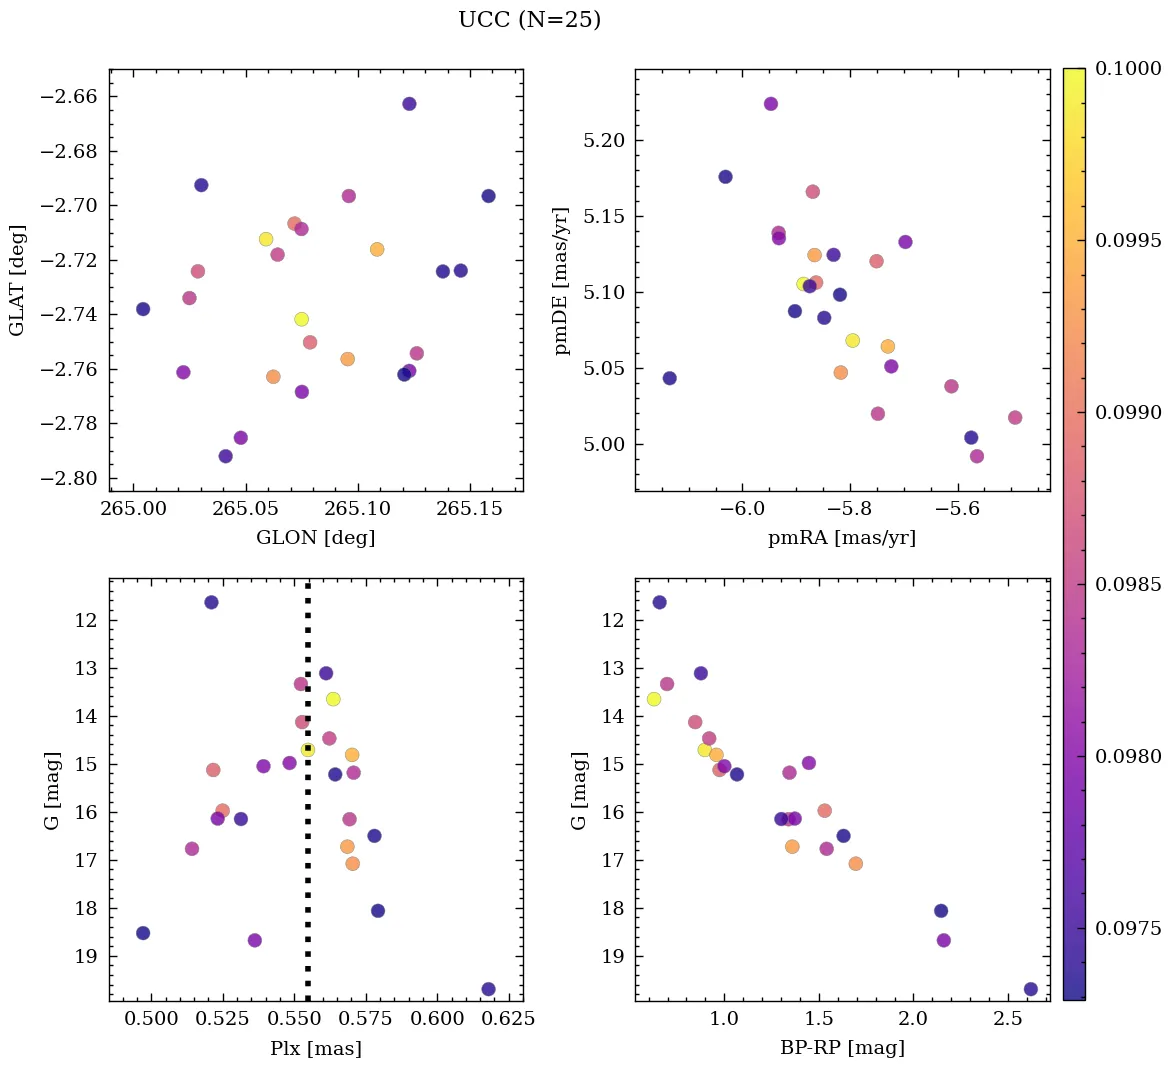 UCC (N=25)
−2.66
−2.68
−2.70
−2.72
−2.74
−2.76
−2.78
−2.80
GLAT [deg]
265.00 265.05 265.10 265.15
GLON [deg]
5.20
5.15
5.10
5.05
5.00
pmDE [mas/yr]
−6.0 −5.8 −5.6
pmRA [mas/yr]
12
13
14
15
16
17
18
19
G [mag]
0.500 0.525 0.550 0.575 0.600 0.625
Plx [mas]
12
13
14
15
16
17
18
19
G [mag]
1.0 1.5 2.0 2.5
BP-RP [mag]
0.1000
0.0995
0.0990
0.0985
0.0980
0.0975